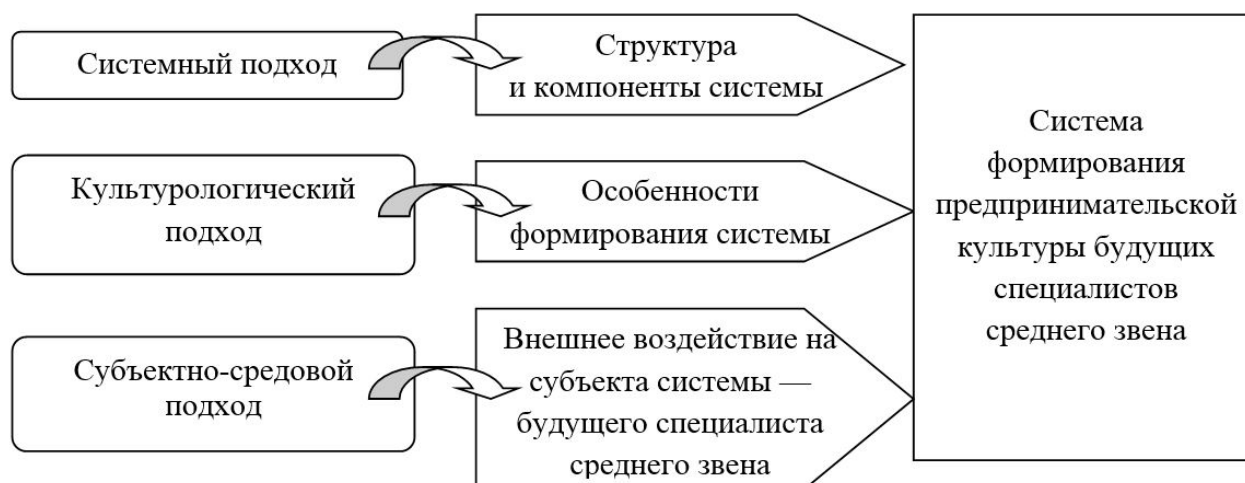 Системный подход
Структура
и компоненты системы
Культурологический
подход
Особенности
формирования системы
Субъектно-средовой
подход
Внешнее воздействие на
субъекта системы —
будущего специалиста
среднего звена
Система
формирования
предпринимательской
культуры будущих
специалистов
среднего звена